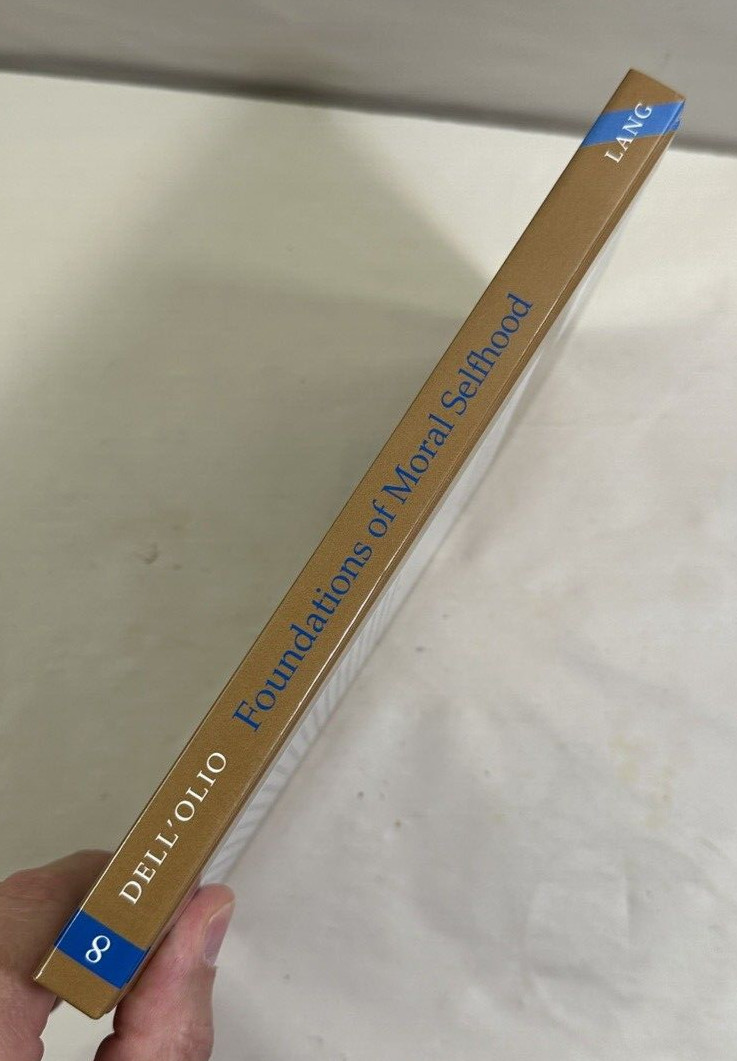 8
DELL'OLIO
Foundations of Moral Selfhood
LANG